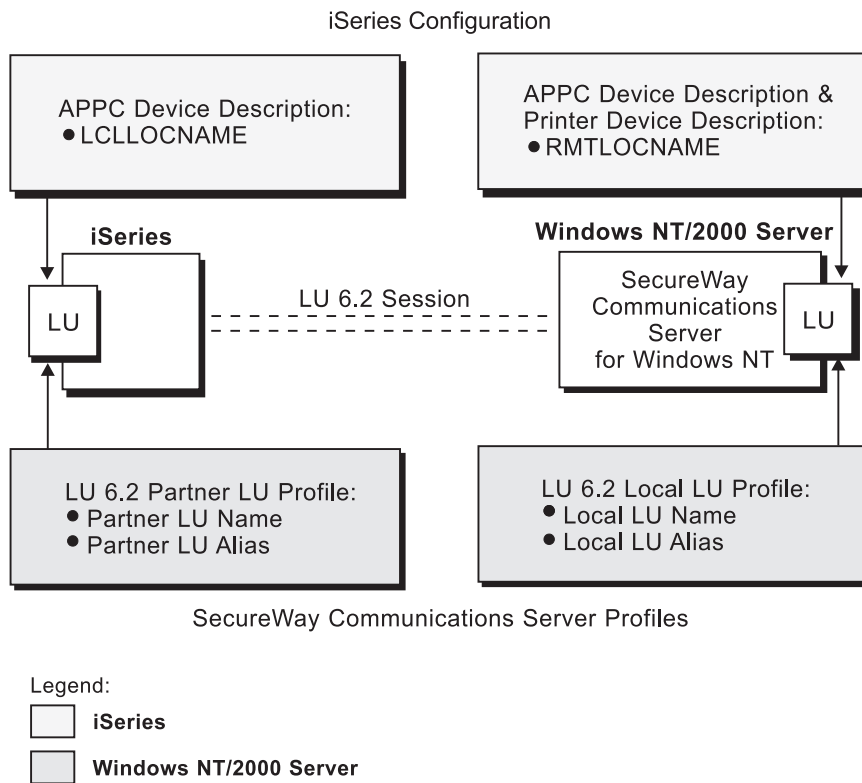 iSeries Configuration
APPC Device Description:
● LCLLOCNAME
APPC Device Description &
Printer Device Description:
● RMTLOCNAME
iSeries
Windows NT/2000 Server
LU
LU 6.2 Session
SecureWay
Communications
Server
for Windows NT
LU
LU 6.2 Partner LU Profile:
● Partner LU Name
● Partner LU Alias
LU 6.2 Local LU Profile:
● Local LU Name
● Local LU Alias
SecureWay Communications Server Profiles
Legend:
iSeries
Windows NT/2000 Server